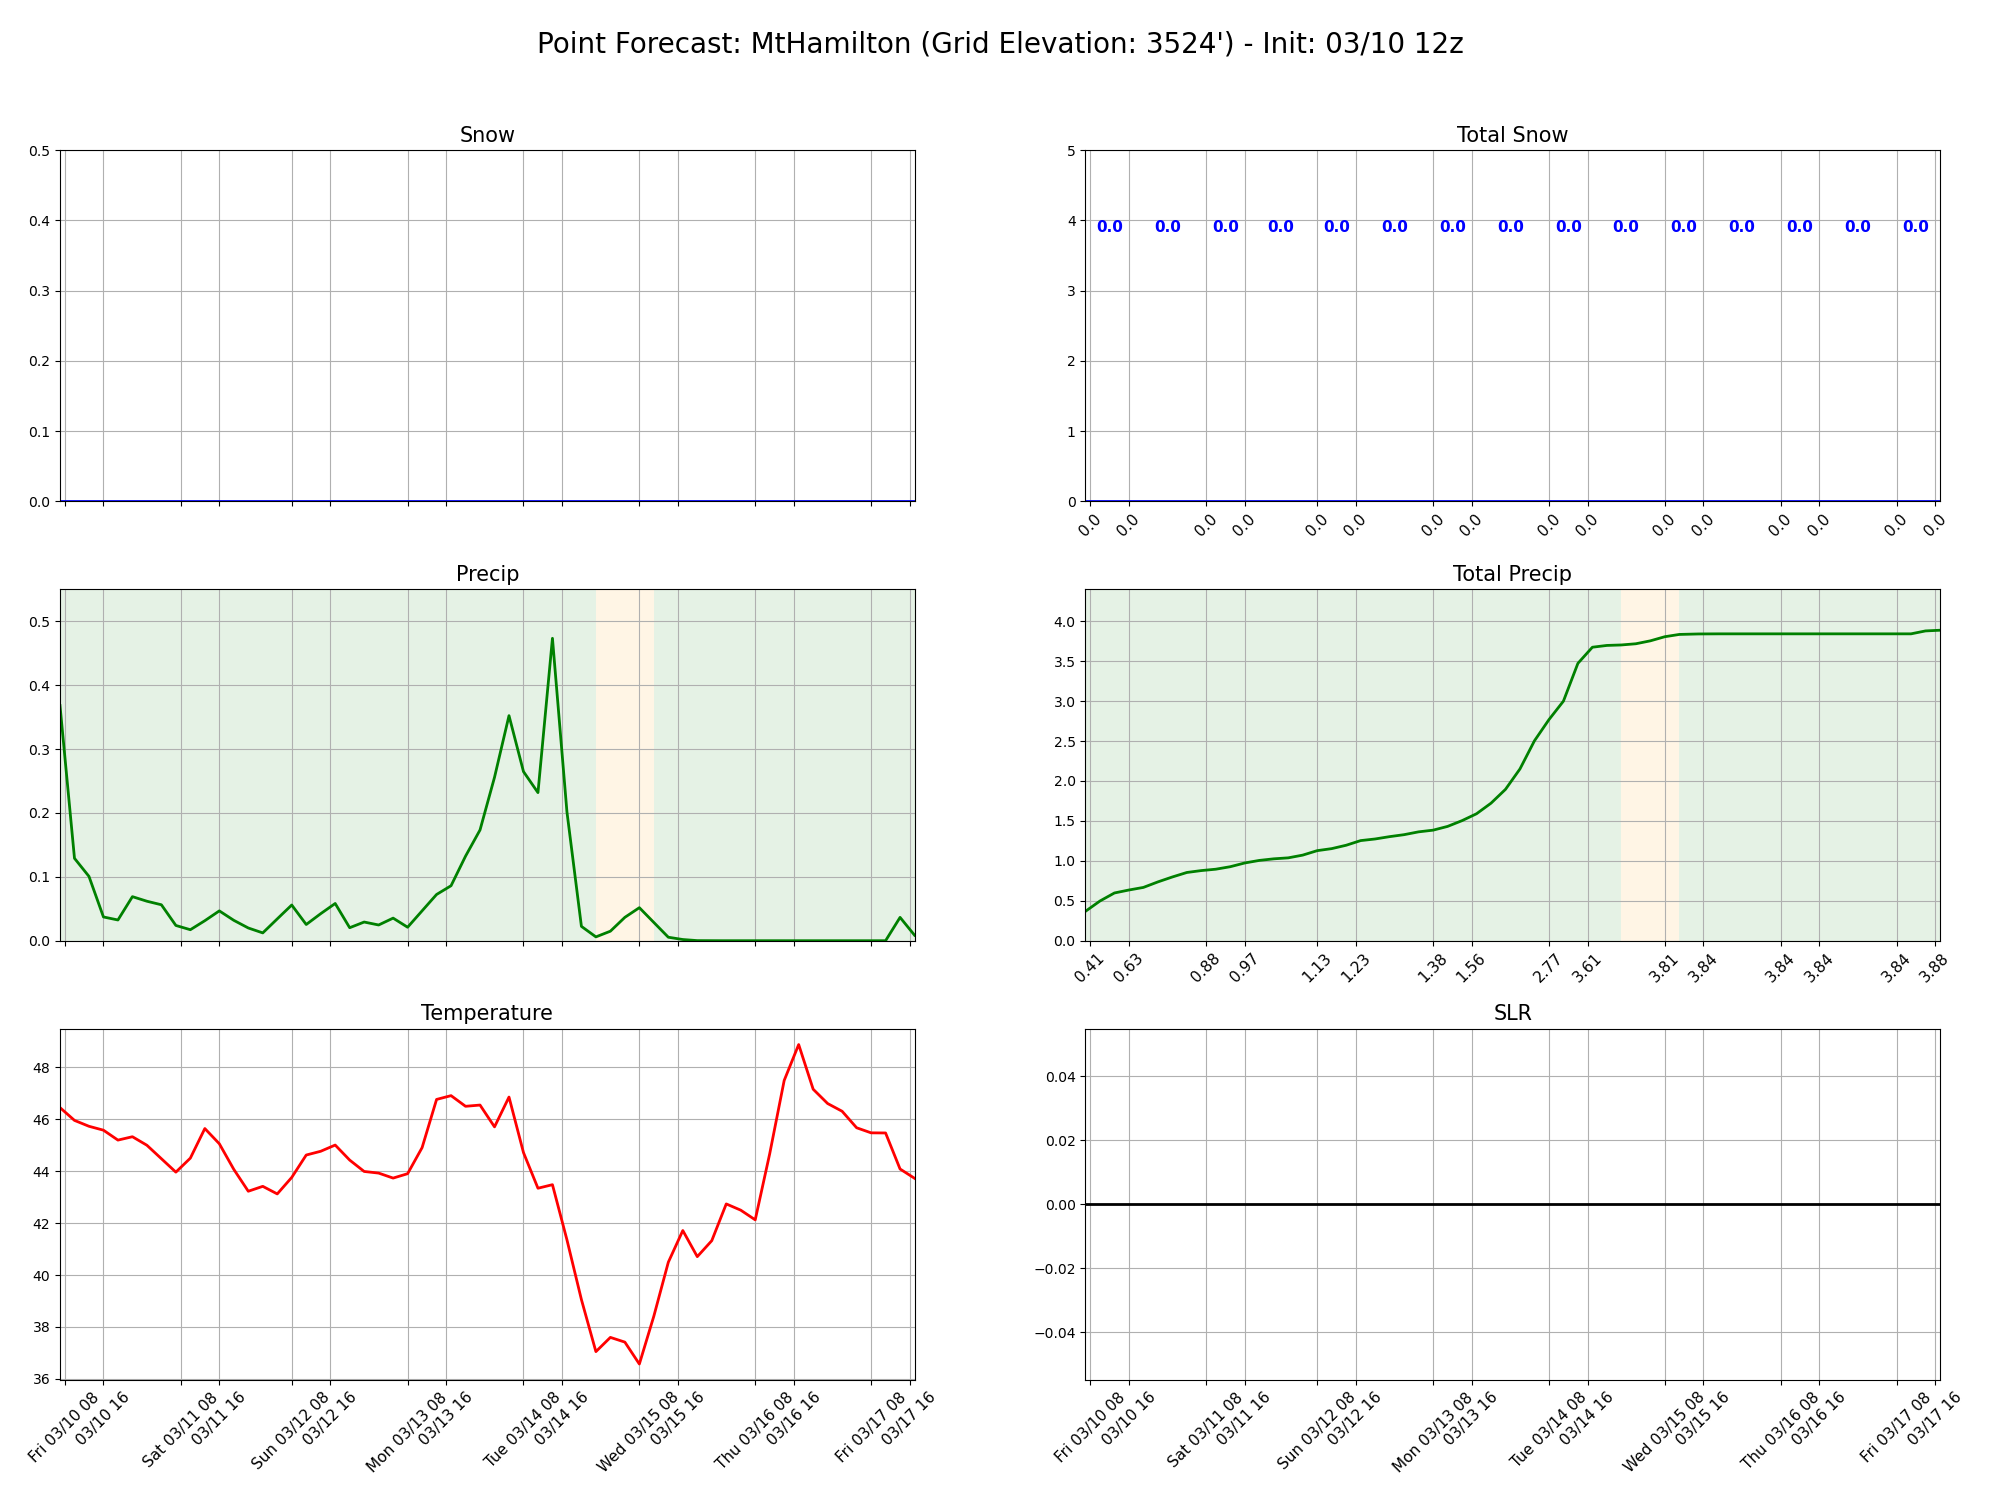 Point Forecast: MtHamilton (Grid Elevation: 3524') - Init: 03/10 12z
Snow
0.5
0.4
0.3
0.2
0.1
0.0
Total Snow
5
4
3
2
1
0
0.0 0.0 0.0 0.0 0.0 0.0 0.0 0.0 0.0 0.0 0.0 0.0 0.0 0.0 0.0
0.0 0.0 0.0 0.0 0.0 0.0 0.0 0.0 0.0 0.0 0.0 0.0 0.0 0.0 0.0 0.0
Precip
0.5
0.4
0.3
0.2
0.1
0.0
Total Precip
4.0
3.5
3.0
2.5
2.0
1.5
1.0
0.5
0.0
0.41 0.63 0.88 0.97 1.13 1.23 1.38 1.56 2.77 3.61 3.81 3.84 3.84 3.84 3.84 3.88
Temperature
48
46
44
42
40
38
36
Fri 03/10 08
03/10 16
Sat 03/11 08
03/11 16
Sun 03/12 08
03/12 16
Mon 03/13 08
03/13 16
Tue 03/14 08
03/14 16
Wed 03/15 08
03/15 16
Thu 03/16 08
03/16 16
Fri 03/17 08
03/17 16
SLR
0.04
0.02
0.00
−0.02
−0.04
Fri 03/10 08
03/10 16
Sat 03/11 08
03/11 16
Sun 03/12 08
03/12 16
Mon 03/13 08
03/13 16
Tue 03/14 08
03/14 16
Wed 03/15 08
03/15 16
Thu 03/16 08
03/16 16
Fri 03/17 08
03/17 16